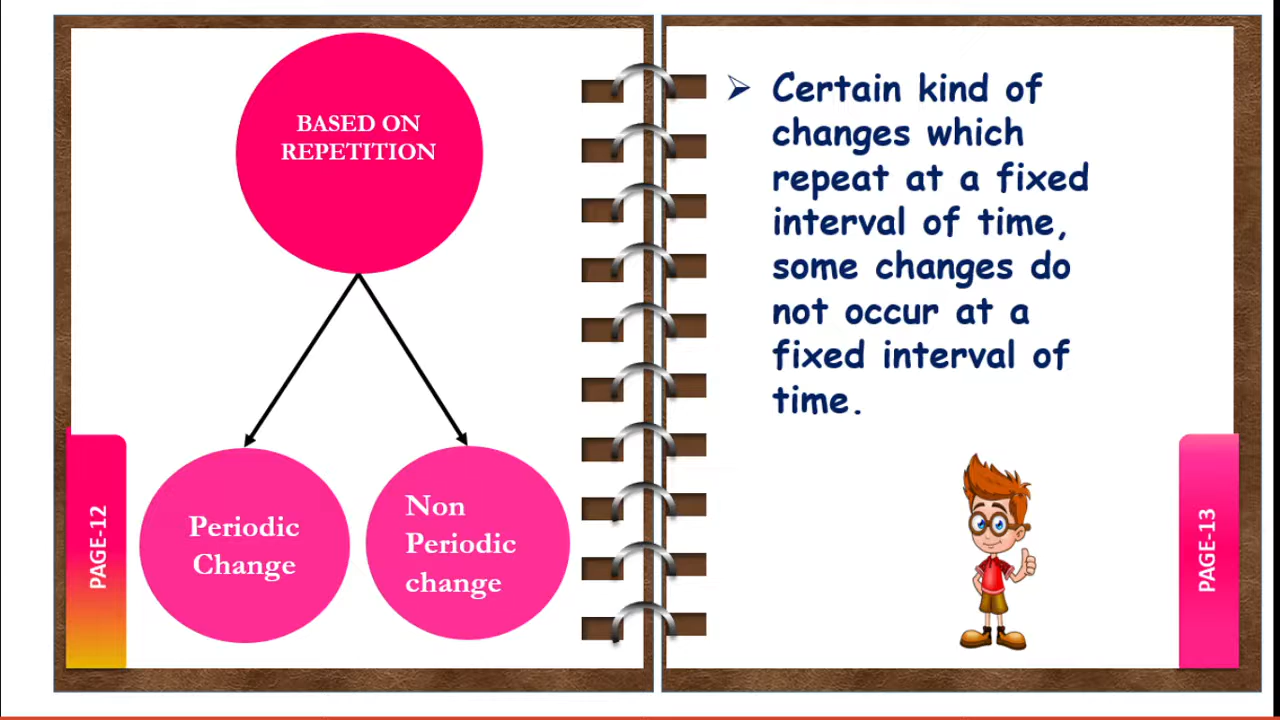 BASED ON
REPETITION
Periodic
Change
Non
Periodic
change
PAGE-12
Certain kind of
changes which
repeat at a fixed
interval of time,
some changes do
not occur at a
fixed interval of
time.
PAGE-13